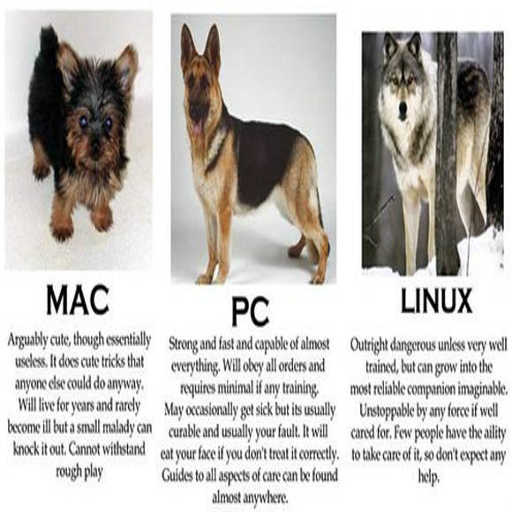 MAC
Arguably cute, though essentially
useless. It does cute tricks that
anyone else could do anyway.
Will live for years and rarely
become ill but a small malady can
knock it out. Cannot withstand
rough play
PC
Strong and fast and capable of almost
everything. Will obey all orders and
requires minimal if any training.
May occasionally get sick but its usually
curable and usually your fault. It will
eat your face if you don't treat it correctly.
Guides to all aspects of care can be found
almost anywhere.
LINUX
Outright dangerous unless very well
trained, but can grow into the
most reliable companion imaginable.
Unstoppable by any force if well
cared for. Few people have the aility
to take care of it, so don't expect any
help.